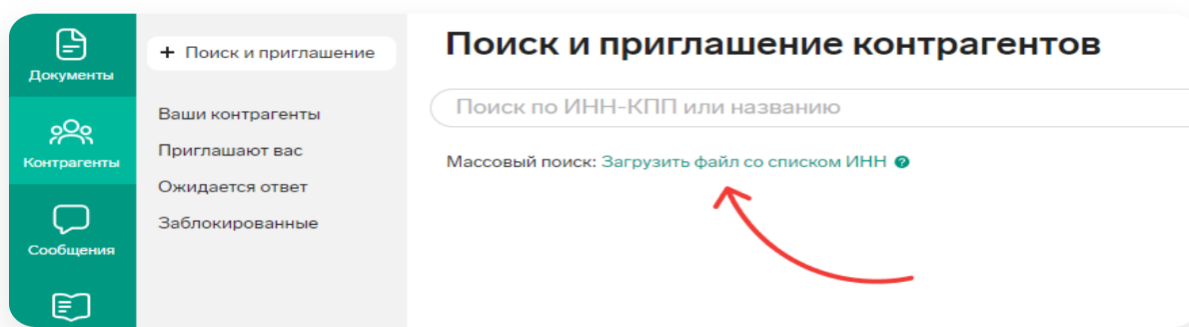 Документы
Контрагенты
Сообщения
+ Поиск и приглашение
Ваши контрагенты
Приглашают вас
Ожидается ответ
Заблокированные
Поиск и приглашение контрагентов
Поиск по ИНН-КПП или названию
Массовый поиск: Загрузить файл со списком ИНН ?